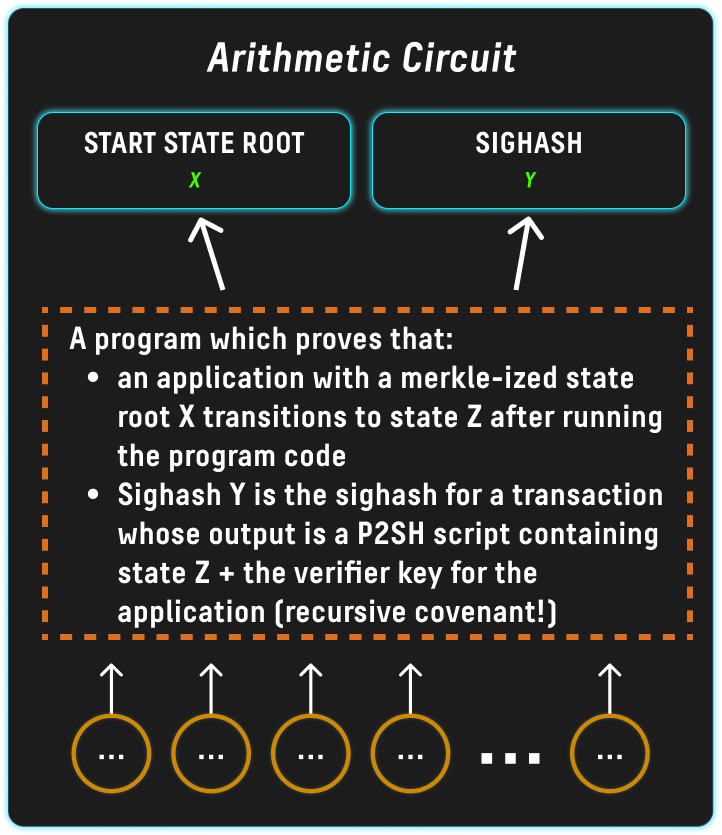 Arithmetic Circuit
START STATE ROOT
X
SIGHASH
Y
A program which proves that:
• an application with a merkle-ized state
root X transitions to state Z after running
the program code
• Sighash Y is the sighash for a transaction
whose output is a P2SH script containing
state Z + the verifier key for the
application (recursive covenant!)
... ... ... ... ... ...